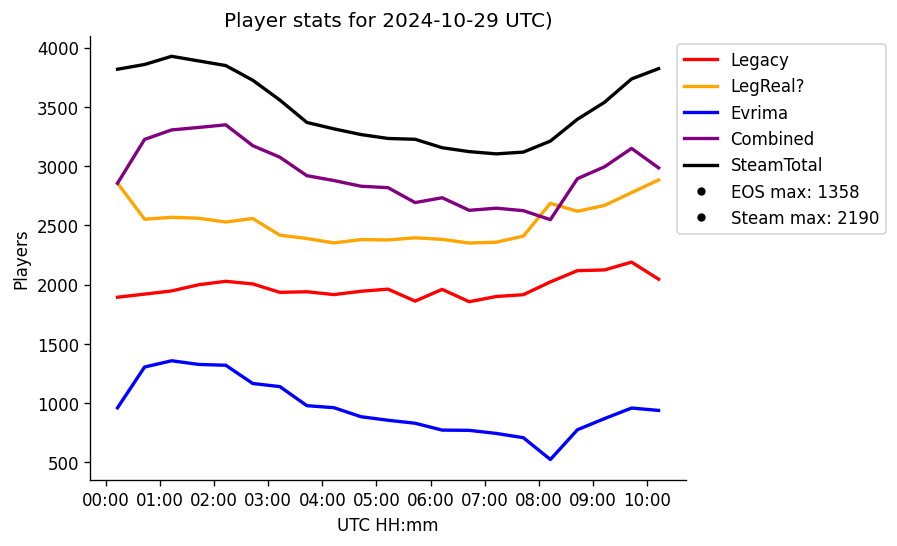 Player stats for 2024-10-29 UTC)
4000
3500
3000
2500
2000
1500
1000
500
Players
00:00 01:00 02:00 03:00 04:00 05:00 06:00 07:00 08:00 09:00 10:00
UTC HH:mm
Legacy
LegReal?
Evrima
Combined
SteamTotal
EOS max: 1358
Steam max: 2190